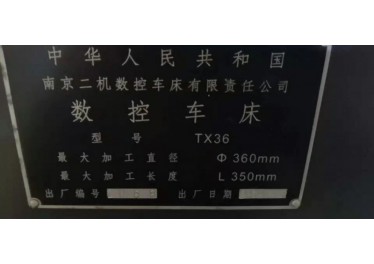 中华人民共和国
南京二机数控车床有限责任公司
数控车床
型号 TX36
最大加工直径 Φ360mm
最大加工长度 L 350mm
出厂编号 出厂日期